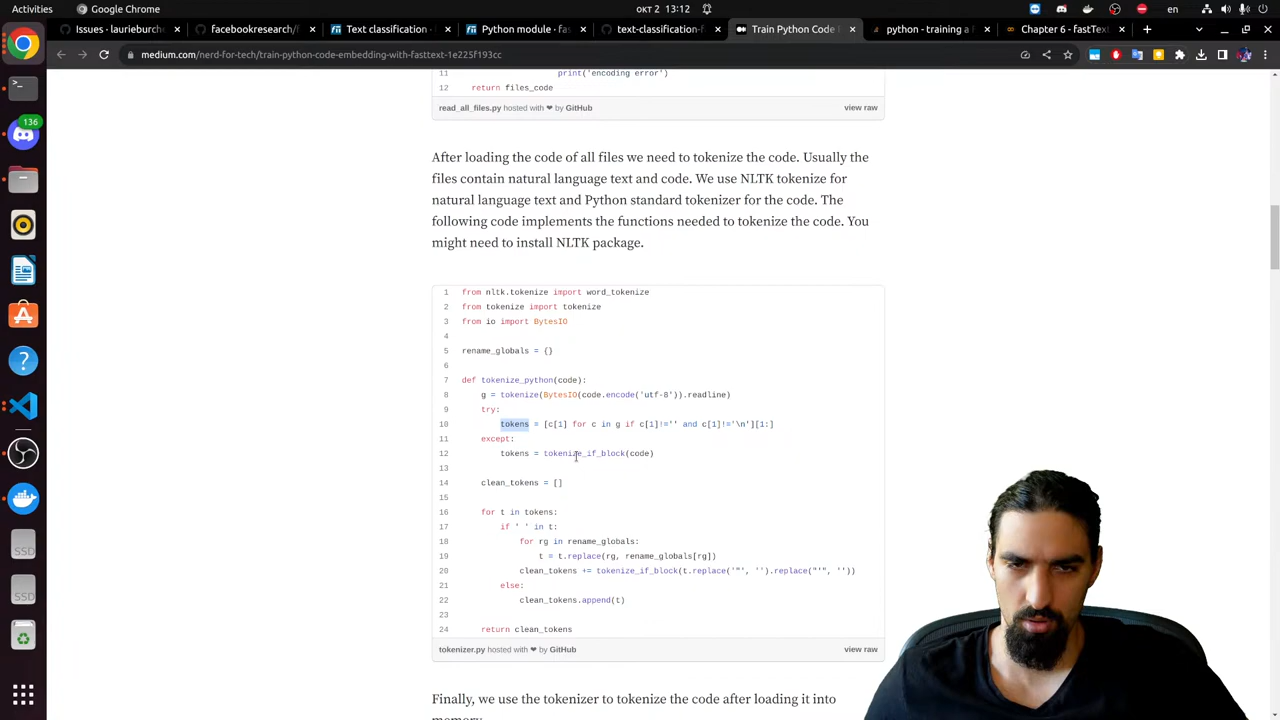 Activities
Google Chrome
окт 2 13:12
en
Issues · laurieburche
facebookresearch/f
Text classification ·
Python module · fas
text-classification-f
Train Python Code E
python - training a F
Chapter 6 - fastText
medium.com/nerd-for-tech/train-python-code-embedding-with-fasttext-1e225f193cc
136
SSD
SSD
11 print('encoding error')
12 return files_code
read_all_files.py hosted with ❤ by GitHub view raw
After loading the code of all files we need to tokenize the code. Usually the
files contain natural language text and code. We use NLTK tokenize for
natural language text and Python standard tokenizer for the code. The
following code implements the functions needed to tokenize the code. You
might need to install NLTK package.
1 from nltk.tokenize import word_tokenize
2 from tokenize import tokenize
3 from io import BytesIO
4
5 rename_globals = {}
6
7 def tokenize_python(code):
8 g = tokenize(BytesIO(code.encode('utf-8')).readline)
9 try:
10 tokens = [c[1] for c in g if c[1]!='' and c[1]!='\n'][1:]
11 except:
12 tokens = tokenize_if_block(code)
13
14 clean_tokens = []
15
16 for t in tokens:
17 if ' ' in t:
18 for rg in rename_globals:
19 t = t.replace(rg, rename_globals[rg])
20 clean_tokens += tokenize_if_block(t.replace('"', '').replace("'", ''))
21 else:
22 clean_tokens.append(t)
23
24 return clean_tokens
tokenizer.py hosted with ❤ by GitHub view raw
Finally, we use the tokenizer to tokenize the code after loading it into
memory.